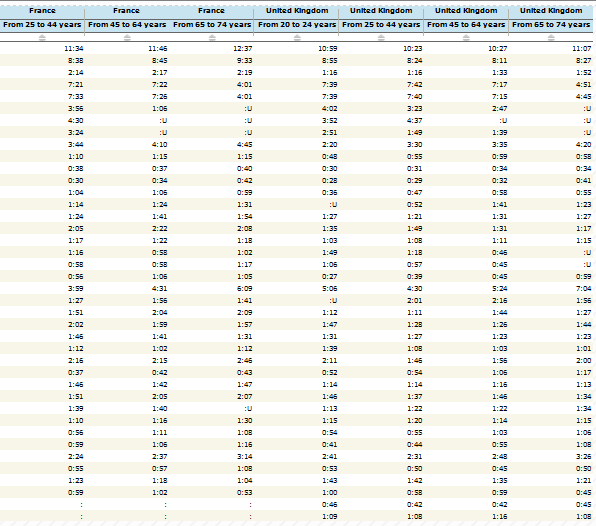 France France France United Kingdom United Kingdom United Kingdom United Kingdom
From 25 to 44 years From 45 to 64 years From 65 to 74 years From 20 to 24 years From 25 to 44 years From 45 to 64 years From 65 to 74 years
11:34 11:46 12:37 10:59 10:23 10:27 11:07
8:38 8:45 9:33 8:55 8:24 8:11 8:27
2:14 2:17 2:19 1:16 1:16 1:33 1:52
7:21 7:22 4:01 7:39 7:42 7:17 4:51
7:33 7:26 4:01 7:39 7:40 7:15 4:45
3:56 1:06 :U 4:02 3:23 2:47 :U
4:30 :U :U 3:52 4:37 :U :U
3:24 :U :U 2:51 1:49 1:39 :U
3:44 4:10 4:45 2:20 3:30 3:35 4:20
1:10 1:15 1:15 0:48 0:55 0:59 0:58
0:38 0:37 0:40 0:30 0:31 0:34 0:34
0:30 0:34 0:42 0:28 0:29 0:32 0:41
1:04 1:06 0:59 0:36 0:47 0:58 0:55
1:14 1:24 1:31 :U 0:52 1:41 1:23
1:24 1:41 1:54 1:27 1:21 1:31 1:27
2:05 2:22 2:08 1:35 1:49 1:31 1:17
1:17 1:22 1:18 1:03 1:08 1:11 1:15
1:16 0:58 1:02 1:49 1:18 0:46 :U
0:58 0:58 1:17 1:06 0:57 0:45 :U
0:56 1:06 1:05 0:27 0:39 0:45 0:59
3:59 4:31 6:09 5:06 4:30 5:24 7:04
1:27 1:56 1:41 :U 2:01 2:16 1:56
1:51 2:04 2:09 1:12 1:11 1:44 1:27
2:02 1:59 1:57 1:47 1:28 1:26 1:44
1:46 1:41 1:31 1:31 1:27 1:23 1:23
1:12 1:02 1:12 1:39 1:08 1:03 1:01
2:16 2:15 2:46 2:11 1:46 1:56 2:00
0:37 0:42 0:43 0:52 0:54 1:06 1:17
1:46 1:42 1:47 1:14 1:14 1:16 1:13
1:51 2:05 2:07 1:46 1:37 1:46 1:34
1:39 1:40 :U 1:13 1:22 1:22 1:34
1:10 1:16 1:30 1:15 1:20 1:14 1:15
0:56 1:11 1:08 0:54 0:55 1:03 1:06
0:59 1:06 1:16 0:41 0:44 0:55 1:08
2:24 2:37 3:14 2:41 2:31 2:48 3:26
0:55 0:57 1:08 0:53 0:50 0:45 0:50
1:23 1:18 1:04 1:43 1:42 1:35 1:21
0:59 1:02 0:53 1:00 0:58 0:59 0:45
: : : 0:46 0:42 0:42 0:45
: : : 1:09 1:08 1:16 1:08